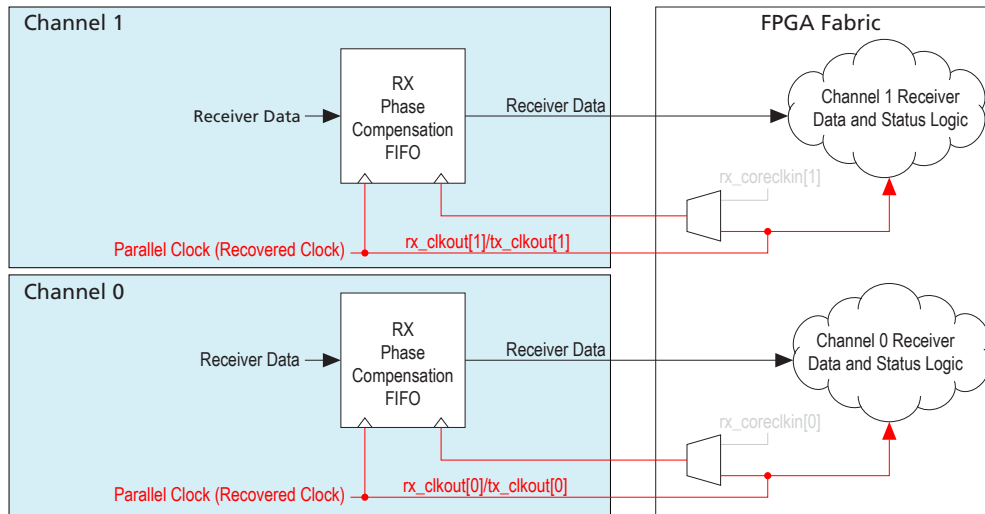 Channel 1
FPGA Fabric
RX
Phase
Compensation
FIFO
Receiver Data
Receiver Data
Channel 1 Receiver
Data and Status Logic
rx_coreclkin[1]
rx_clkout[1]/tx_clkout[1]
Parallel Clock (Recovered Clock)
Channel 0
RX
Phase
Compensation
FIFO
Receiver Data
Receiver Data
Channel 0 Receiver
Data and Status Logic
rx_coreclkin[0]
rx_clkout[0]/tx_clkout[0]
Parallel Clock (Recovered Clock)